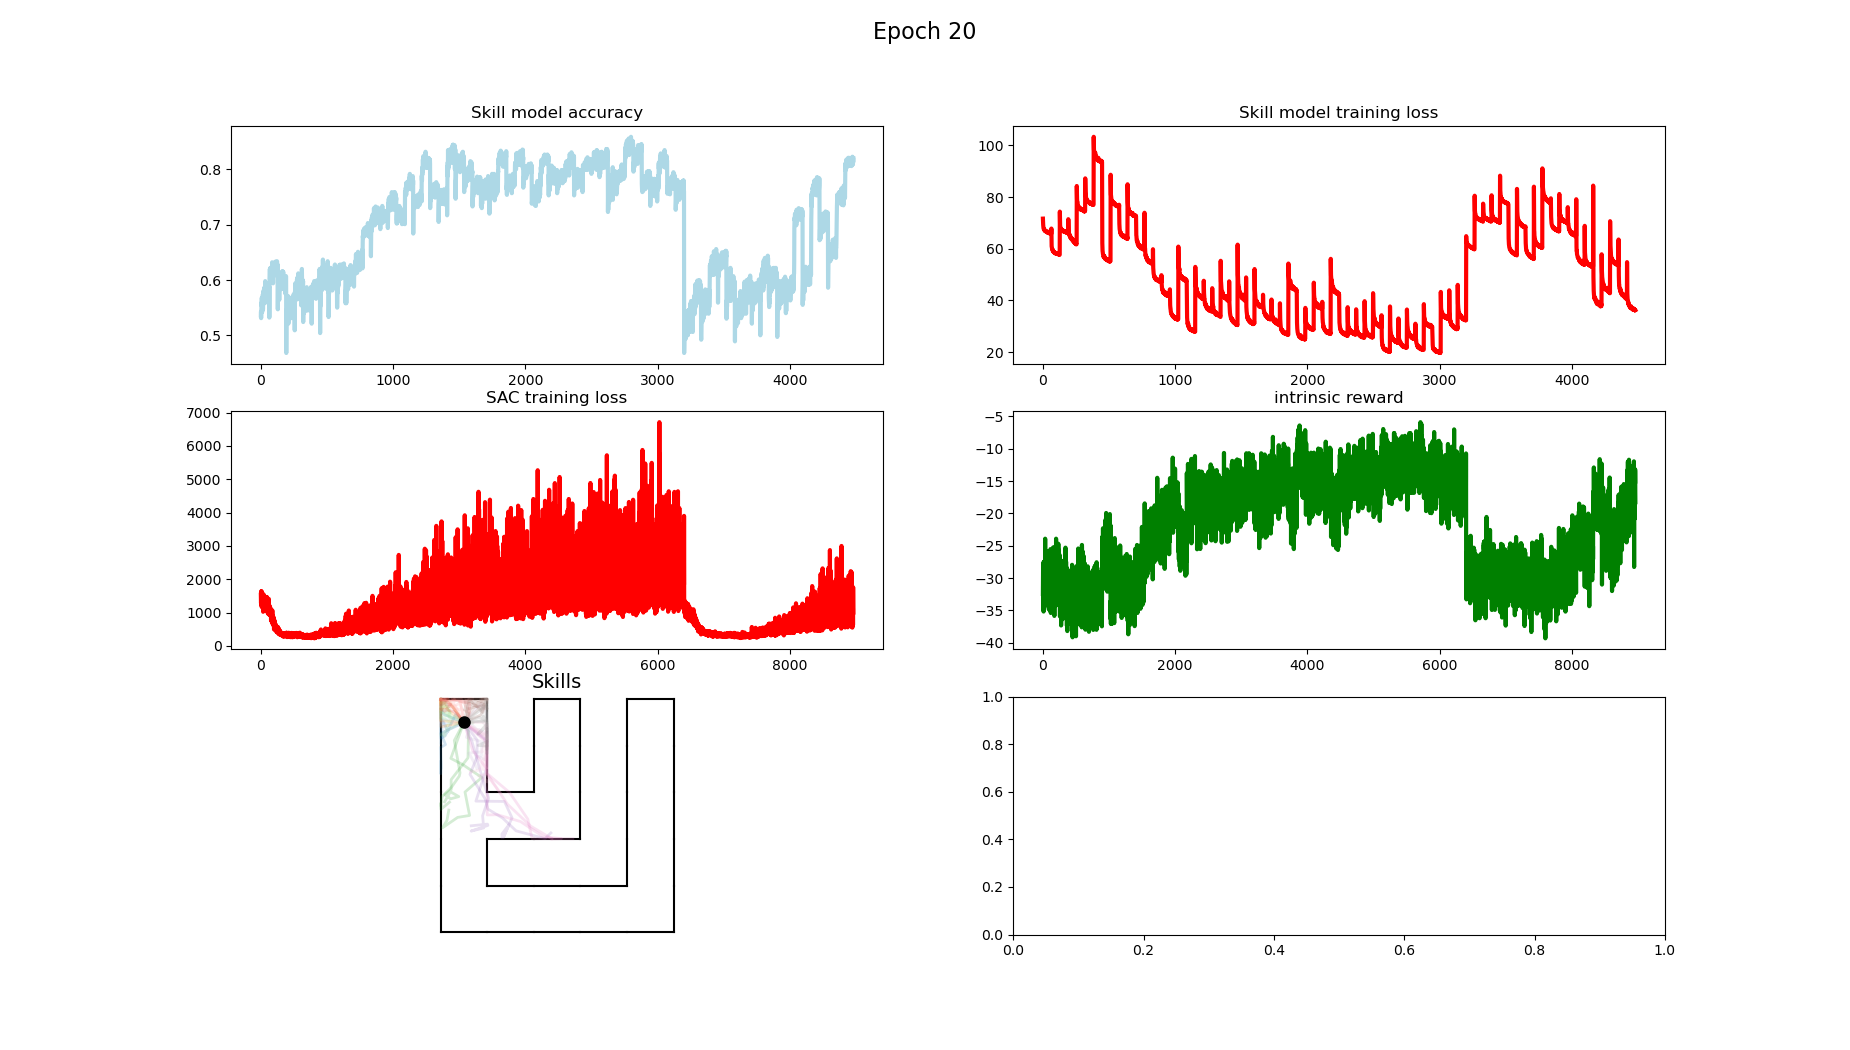 Epoch 20
Skill model accuracy
0.8
0.7
0.6
0.5
0 1000 2000 3000 4000
Skill model training loss
100
80
60
40
20
0 1000 2000 3000 4000
SAC training loss
7000
6000
5000
4000
3000
2000
1000
0
0 2000 4000 6000 8000
intrinsic reward
−5
−10
−15
−20
−25
−30
−35
−40
0 2000 4000 6000 8000
Skills
1.0
0.8
0.6
0.4
0.2
0.0
0.0 0.2 0.4 0.6 0.8 1.0